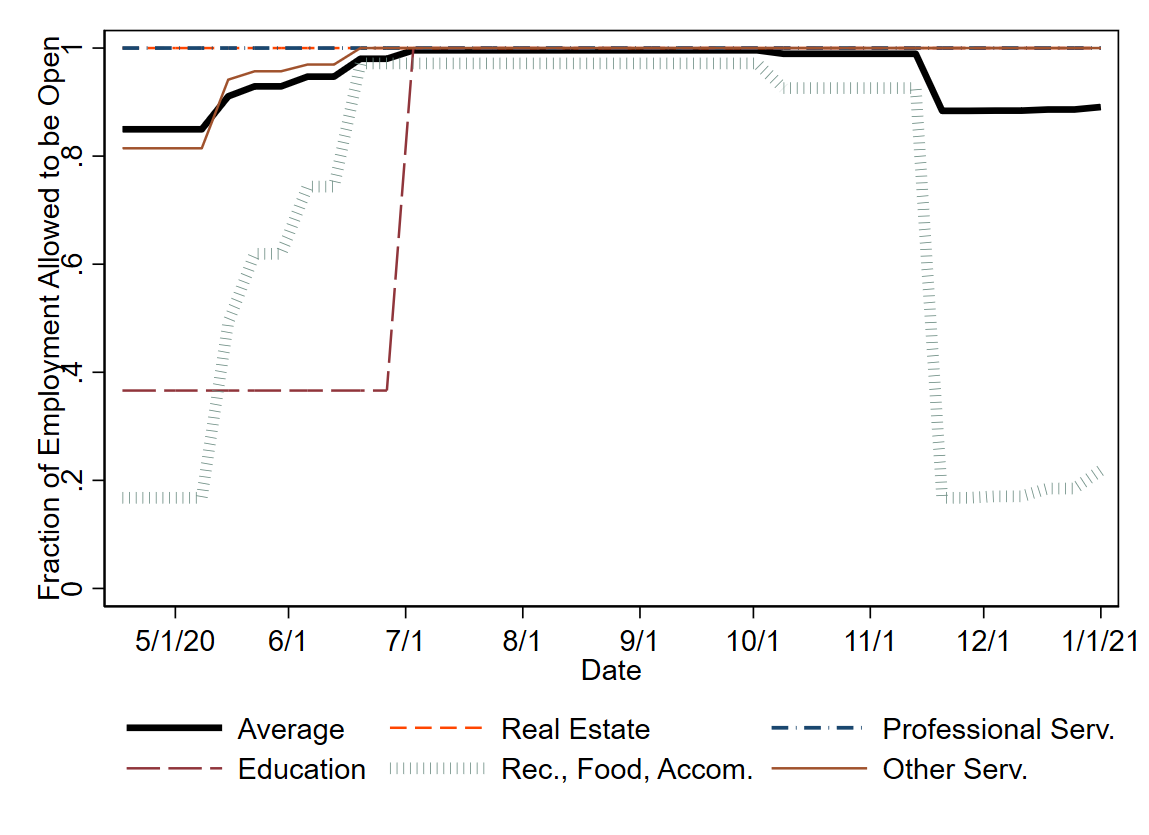 Fraction of Employment Allowed to be Open
1
.8
.6
.4
.2
0
5/1/20 6/1 7/1 8/1 9/1 10/1 11/1 12/1 1/1/21
Date
Average Real Estate Professional Serv.
Education Rec., Food, Accom. Other Serv.